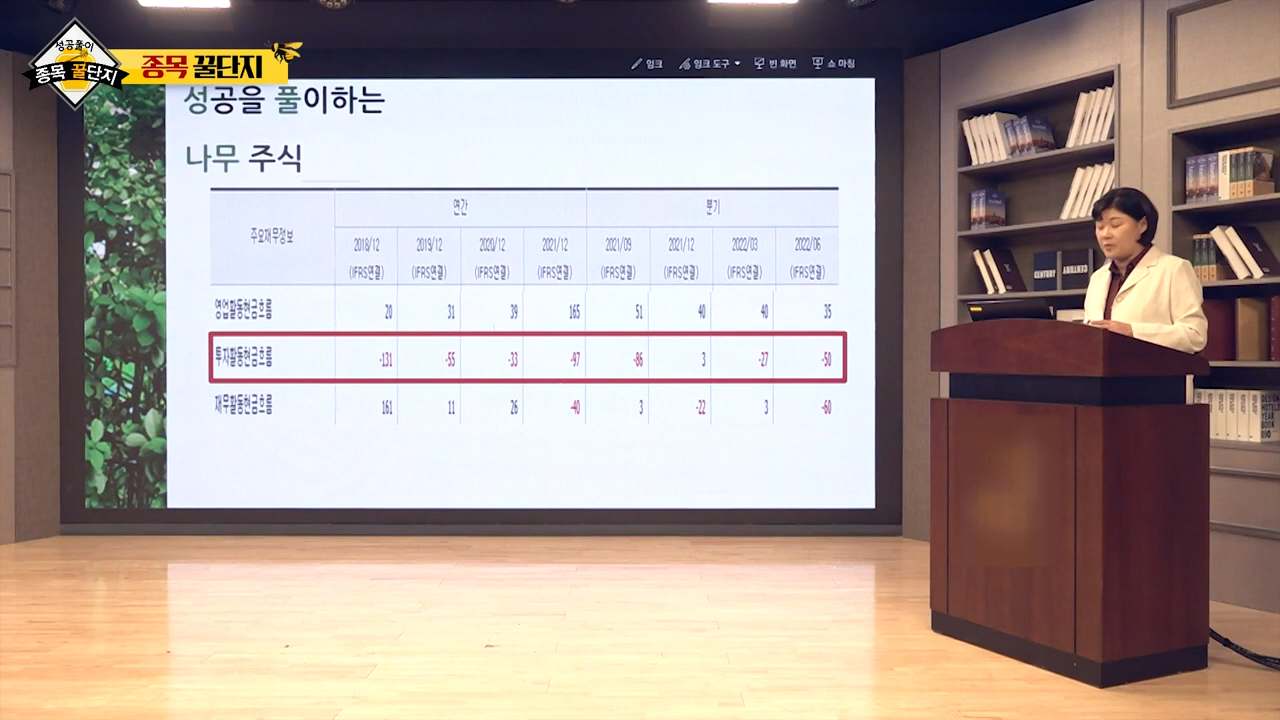 성공풀이
종목 꿀단지
종목 꿀단지
잉크 잉크 도구 빈 화면 쇼 마침
성공을 풀이하는
나무 주식
주요재무정보 연간 분기
2018/12 2019/12 2020/12 2021/12 2021/09 2021/12 2022/03 2022/06
(IFRS연결) (IFRS연결) (IFRS연결) (IFRS연결) (IFRS연결) (IFRS연결) (IFRS연결) (IFRS연결)
영업활동현금흐름 20 31 39 165 51 40 40 35
투자활동현금흐름 -131 -55 -33 -97 -86 3 -27 -50
재무활동현금흐름 161 11 26 -40 3 -22 3 -60